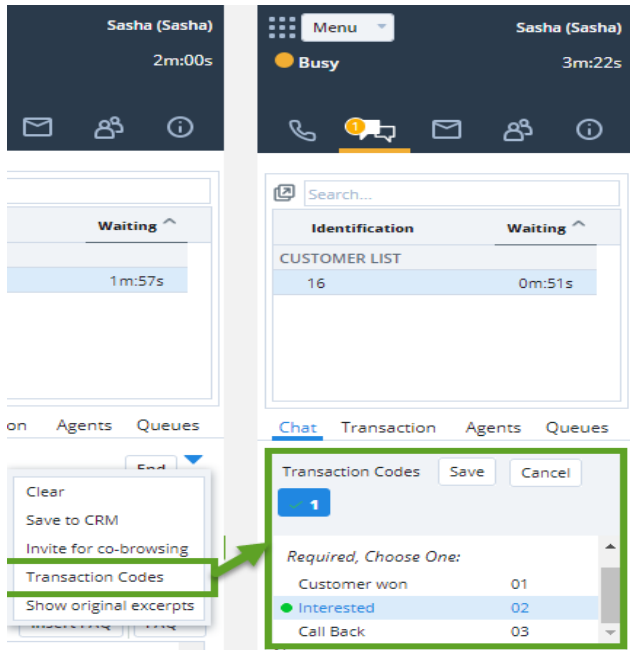 Sasha (Sasha)
2m:00s
Waiting
1m:57s
on Agents Queues
End
Clear
Save to CRM
Invite for co-browsing
Transaction Codes
Show original excerpts
Menu
Sasha (Sasha)
Busy
3m:22s
1
Search...
Identification Waiting
CUSTOMER LIST
16 0m:51s
Chat Transaction Agents Queues
Transaction Codes Save Cancel
1
Required, Choose One:
Customer won 01
Interested 02
Call Back 03